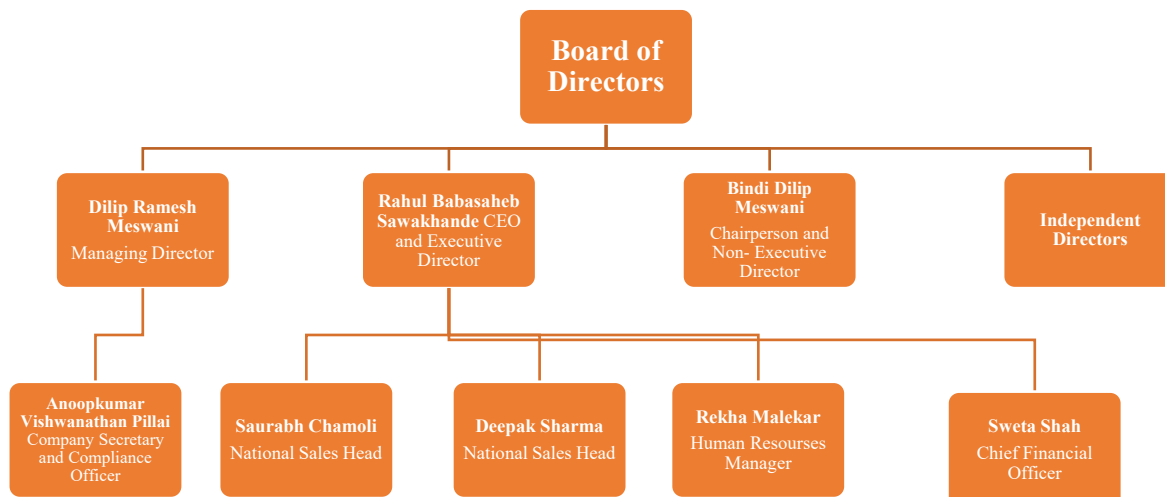 Board of
Directors
Dilip Ramesh
Meswani
Managing Director
Rahul Babasaheb
Sawakhande CEO
and Executive
Director
Bindi Dilip
Meswani
Chairperson and
Non- Executive
Director
Independent
Directors
Anoopkumar
Vishwanathan Pillai
Company Secretary
and Compliance
Officer
Saurabh Chamoli
National Sales Head
Deepak Sharma
National Sales Head
Rekha Malekar
Human Resourses
Manager
Sweta Shah
Chief Financial
Officer